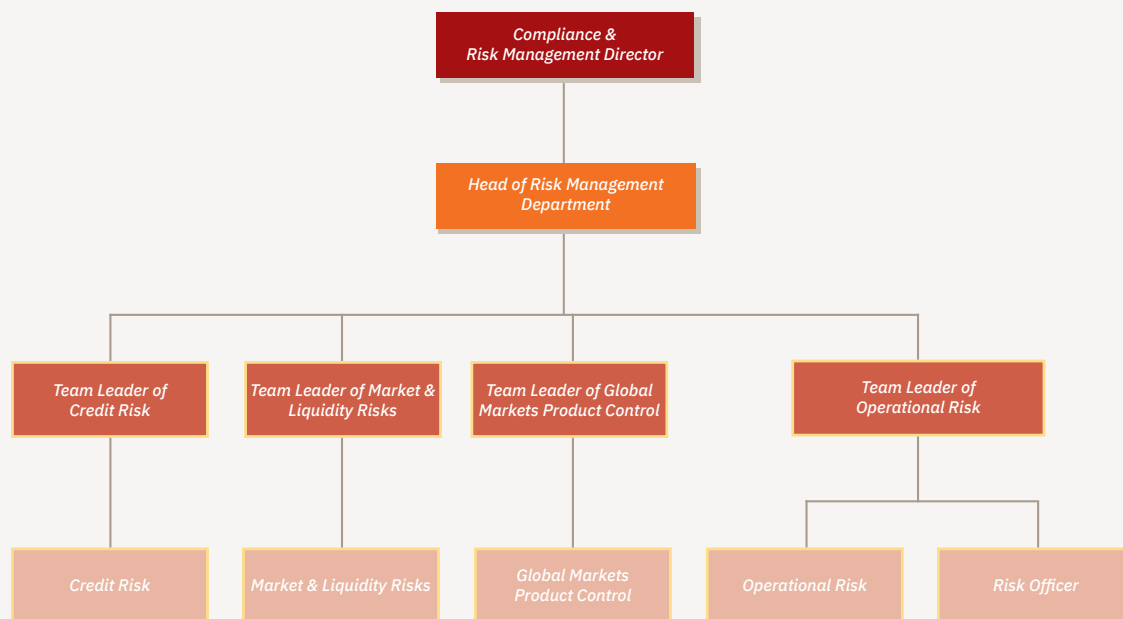 Compliance &
Risk Management Director
Head of Risk Management
Department
Team Leader of
Credit Risk
Team Leader of Market &
Liquidity Risks
Team Leader of Global
Markets Product Control
Team Leader of
Operational Risk
Credit Risk
Market & Liquidity Risks
Global Markets
Product Control
Operational Risk
Risk Officer